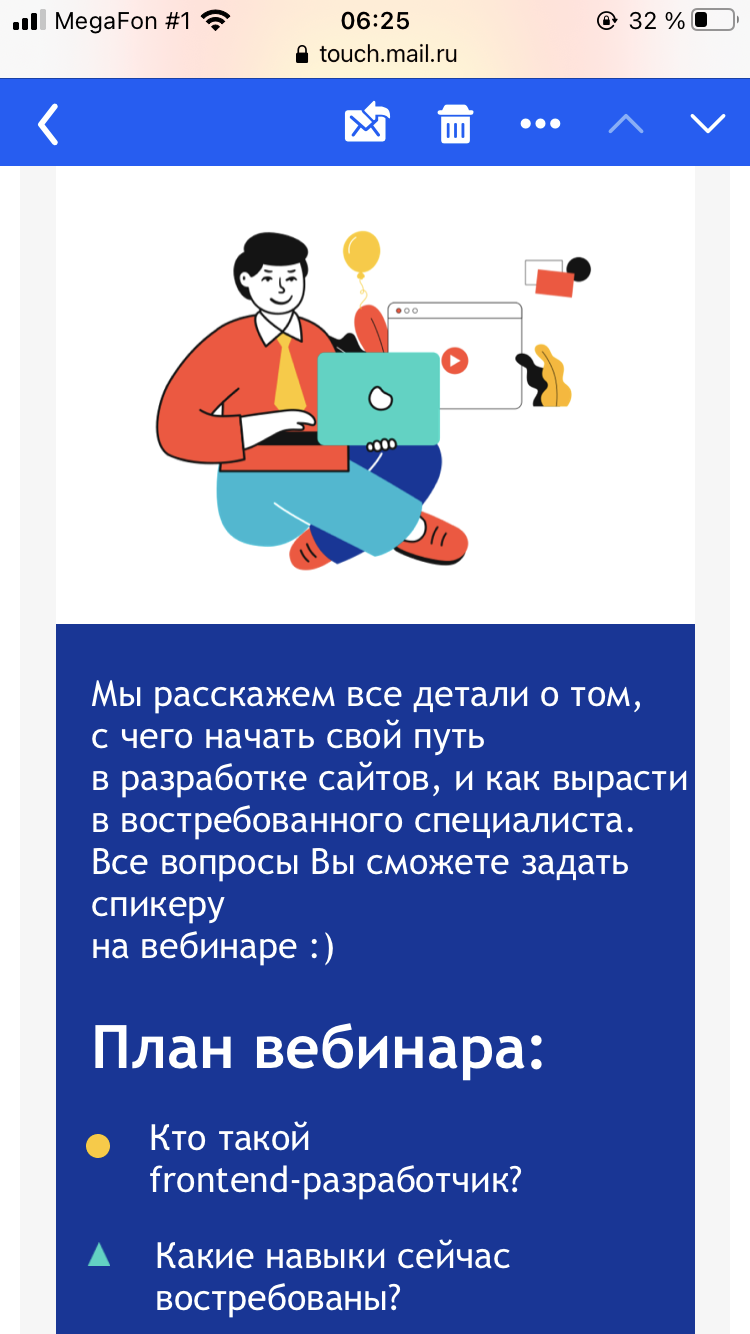 MegaFon #1 06:25 32 %
touch.mail.ru
Мы расскажем все детали о том,
с чего начать свой путь
в разработке сайтов, и как вырасти
в востребованного специалиста.
Все вопросы Вы сможете задать
спикеру
на вебинаре :)
План вебинара:
Кто такой
frontend-разработчик?
Какие навыки сейчас
востребованы?